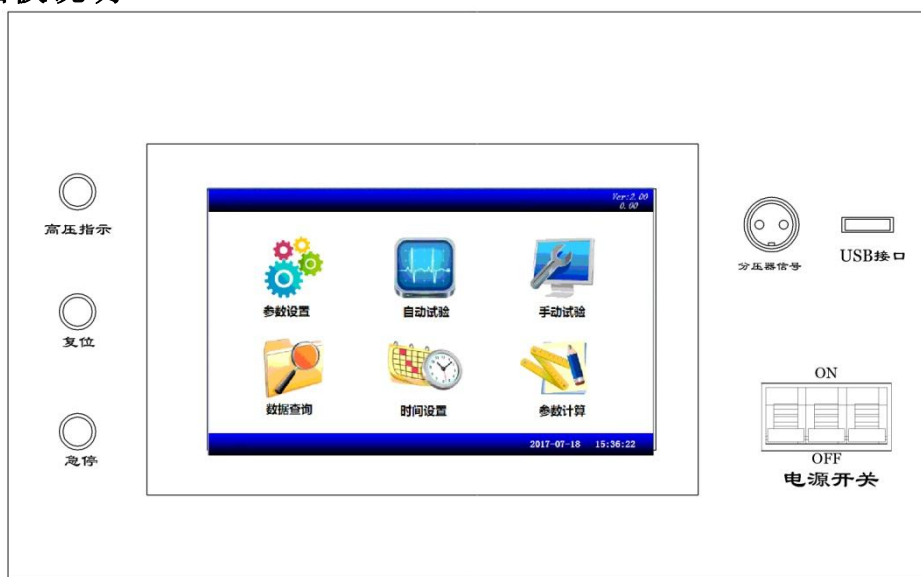 高压指示
复位
急停
Ver:2.00
0.00
参数设置
自动试验
手动试验
数据查询
时间设置
参数计算
2017-07-18 15:36:22
分压器信号
USB接口
ON
OFF
电源开关